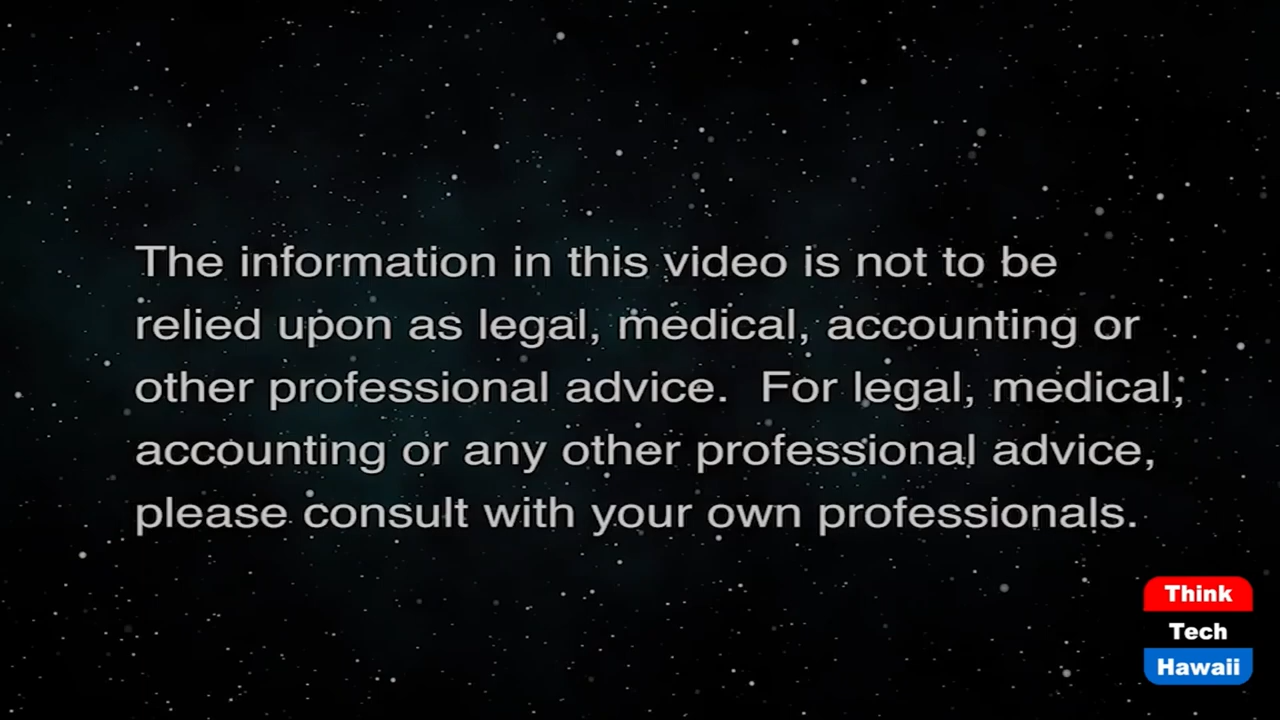 The information in this video is not to be
relied upon as legal, medical, accounting or
other professional advice.  For legal, medical,
accounting or any other professional advice,
please consult with your own professionals.
Think
Tech
Hawaii